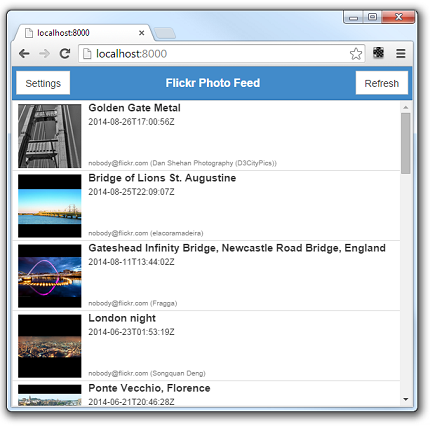 localhost:8000
localhost:8000
Settings
Flickr Photo Feed
Refresh
Golden Gate Metal
2014-08-26T17:00:56Z
nobody@flickr.com (Dan Shehan Photography (D3CityPics))
Bridge of Lions St. Augustine
2014-08-25T22:09:07Z
nobody@flickr.com (elacoramadeira)
Gateshead Infinity Bridge, Newcastle Road Bridge, England
2014-08-11T13:44:02Z
nobody@flickr.com (Fragga)
London night
2014-06-23T01:53:19Z
nobody@flickr.com (Songquan Deng)
Ponte Vecchio, Florence
2014-06-21T20:46:28Z